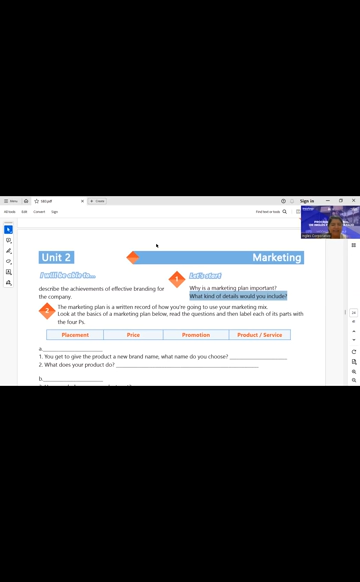 Menu
580.pdf
+ Create
Sign in
All tools Edit Convert Sign
Find text or tools
Unit 2
Marketing
I will be able to...
Let's start
describe the achievements of effective branding for
the company.
1
Why is a marketing plan important?
What kind of details would you include?
2
The marketing plan is a written record of how you're going to use your marketing mix.
Look at the basics of a marketing plan below, read the questions and then label each of its parts with
the four Ps.
Placement Price Promotion Product / Service
a.
1. You get to give the product a new brand name, what name do you choose?
2. What does your product do?
b.